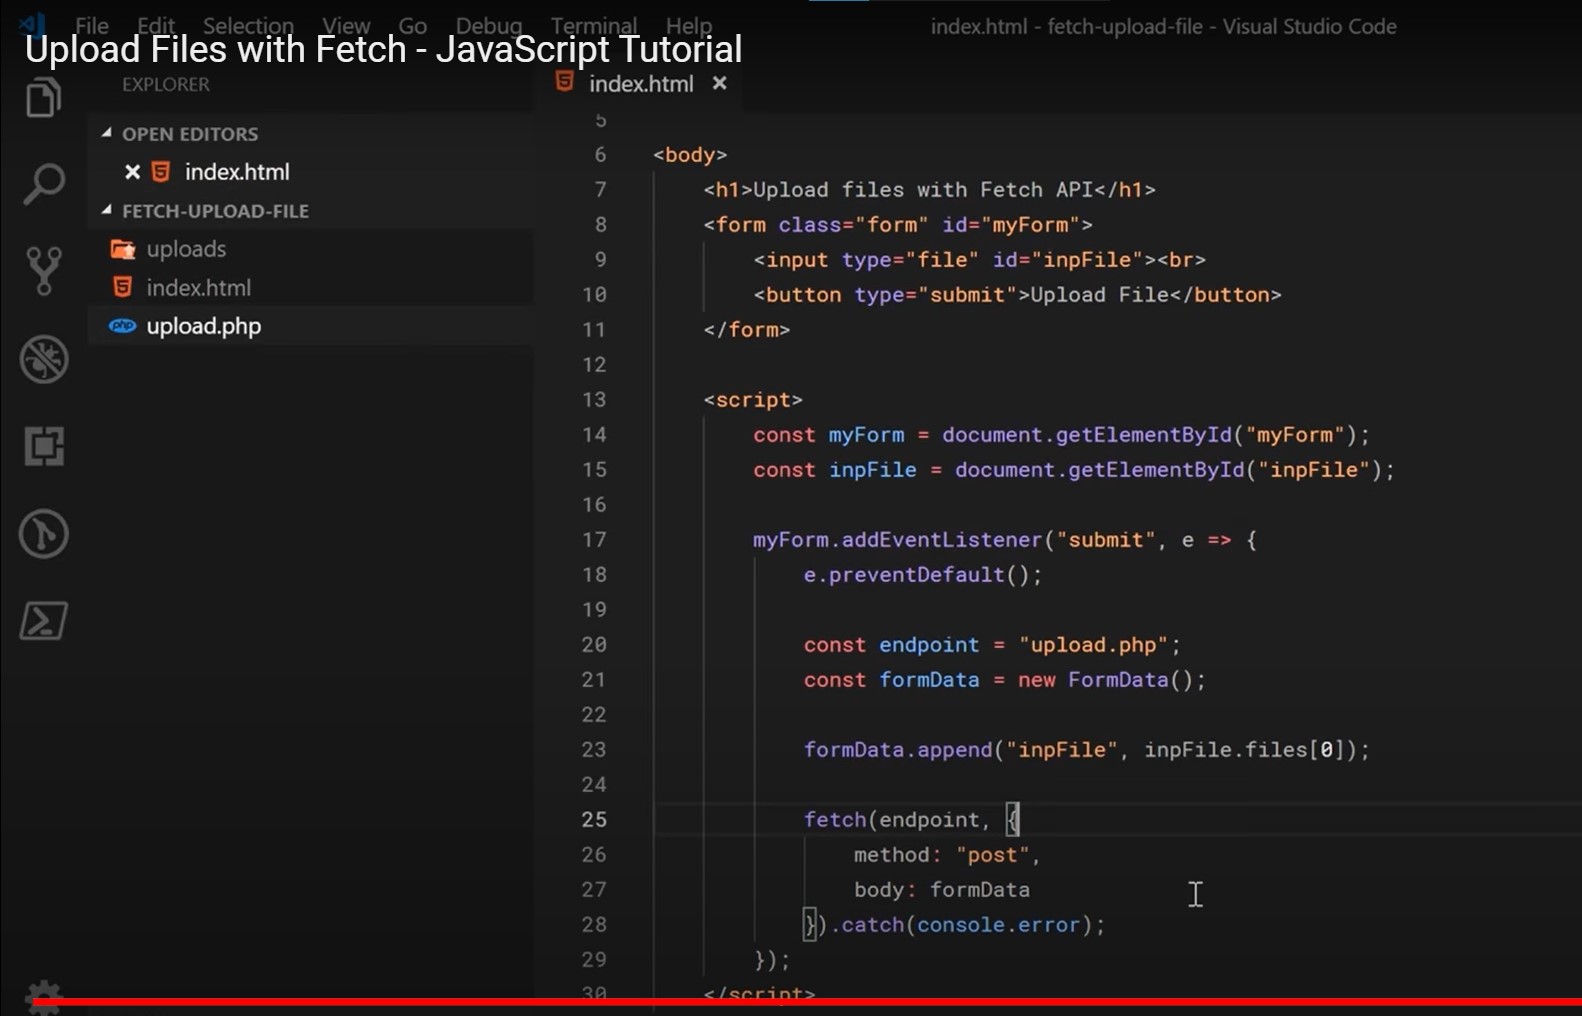 File Edit Selection View Go Debug Terminal Help index.html - fetch-upload-file - Visual Studio Code
Upload Files with Fetch - JavaScript Tutorial
EXPLORER
OPEN EDITORS
index.html
FETCH-UPLOAD-FILE
uploads
index.html
php upload.php
index.html
5
6 <body>
7 <h1>Upload files with Fetch API</h1>
8 <form class="form" id="myForm">
9 <input type="file" id="inpFile"><br>
10 <button type="submit">Upload File</button>
11 </form>
12
13 <script>
14 const myForm = document.getElementById("myForm");
15 const inpFile = document.getElementById("inpFile");
16
17 myForm.addEventListener("submit", e => {
18 e.preventDefault();
19
20 const endpoint = "upload.php";
21 const formData = new FormData();
22
23 formData.append("inpFile", inpFile.files[0]);
24
25 fetch(endpoint, {
26 method: "post",
27 body: formData
28 }).catch(console.error);
29 });
30 </script>